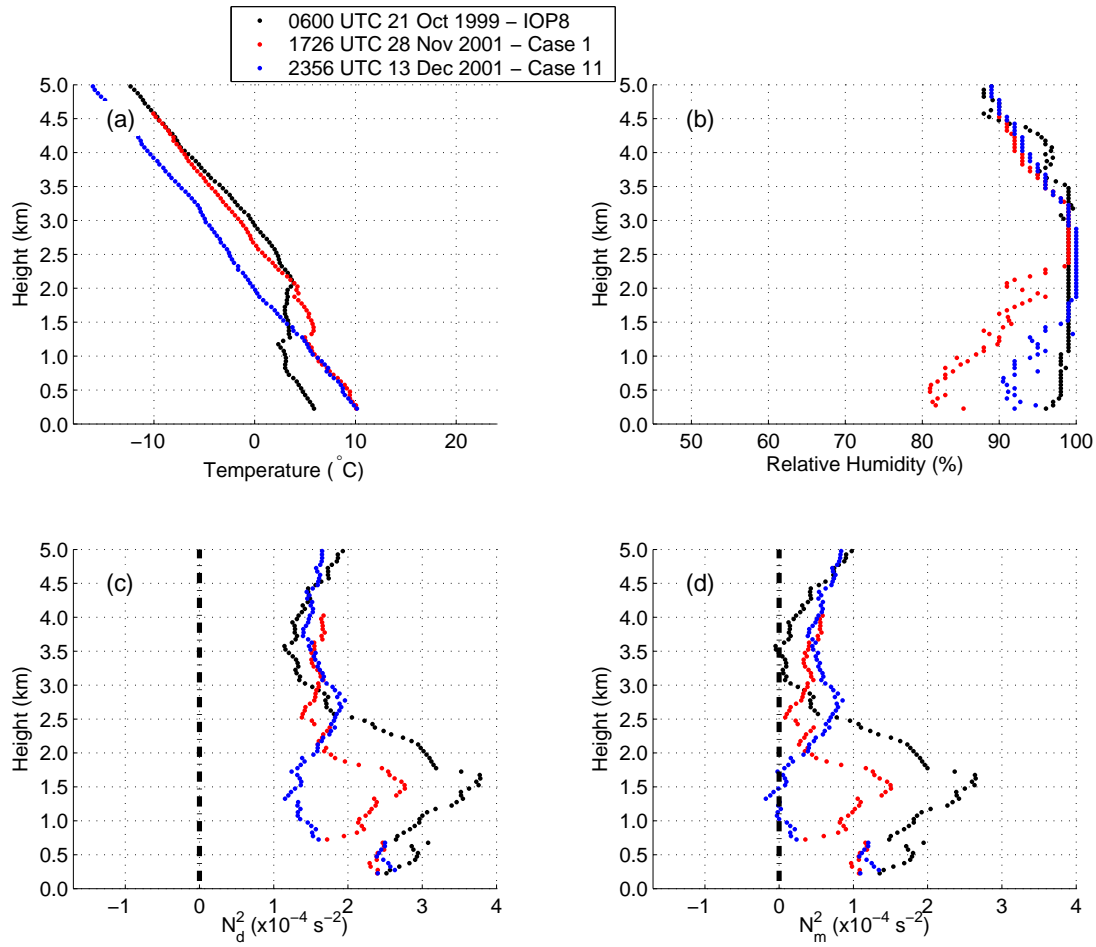 0600 UTC 21 Oct 1999 – IOP8
1726 UTC 28 Nov 2001 – Case 1
2356 UTC 13 Dec 2001 – Case 11
(a)
5.0
4.5
4.0
3.5
3.0
2.5
2.0
1.5
1.0
0.5
0.0
Height (km)
−10 0 10 20
Temperature (°C)
(b)
5.0
4.5
4.0
3.5
3.0
2.5
2.0
1.5
1.0
0.5
0.0
Height (km)
50 60 70 80 90 100
Relative Humidity (%)
(c)
5.0
4.5
4.0
3.5
3.0
2.5
2.0
1.5
1.0
0.5
0.0
Height (km)
−1 0 1 2 3 4
N_d^2 (x10^−4 s^−2)
(d)
5.0
4.5
4.0
3.5
3.0
2.5
2.0
1.5
1.0
0.5
0.0
Height (km)
−1 0 1 2 3 4
N_m^2 (x10^−4 s^−2)